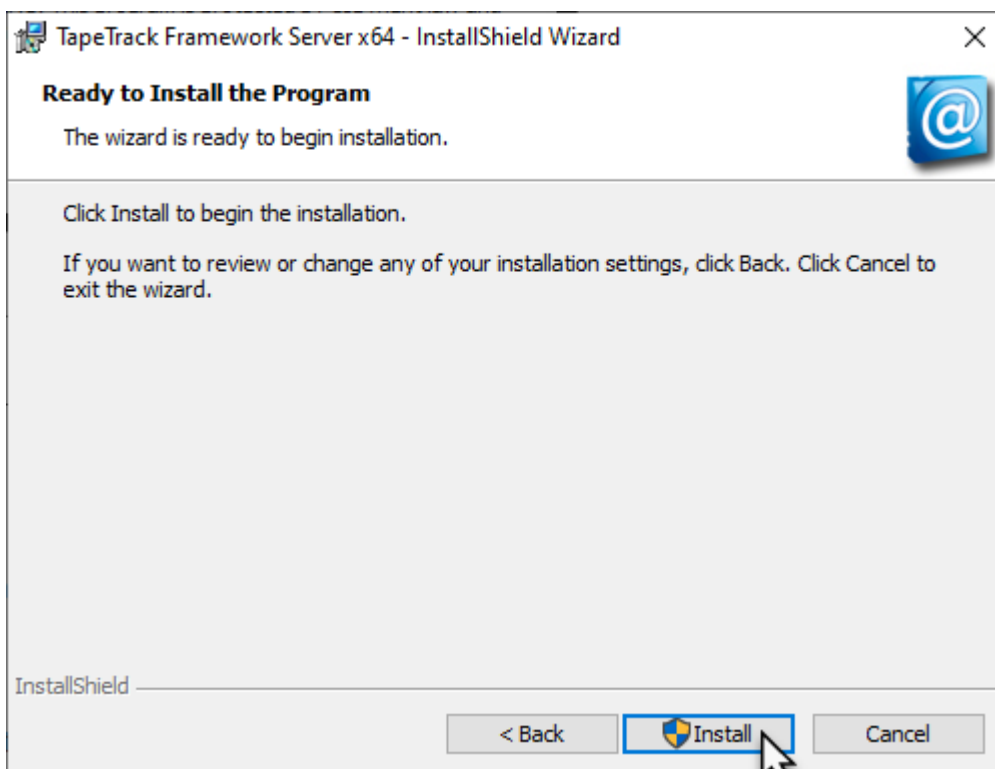 TapeTrack Framework Server x64 - InstallShield Wizard
Ready to Install the Program
The wizard is ready to begin installation.
Click Install to begin the installation.
If you want to review or change any of your installation settings, click Back. Click Cancel to
exit the wizard.
InstallShield
< Back
Install
Cancel